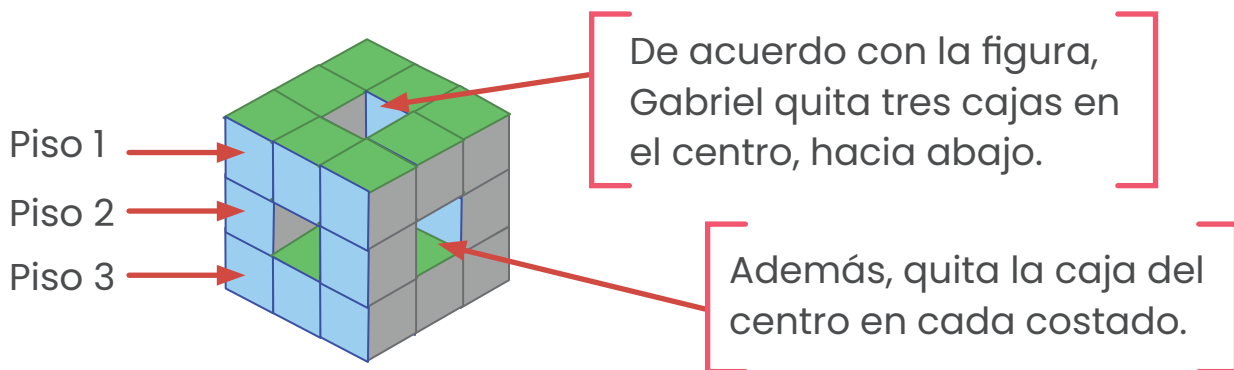 De acuerdo con la figura,
Gabriel quita tres cajas en
el centro, hacia abajo.
Piso 1
Piso 2
Piso 3
Además, quita la caja del
centro en cada costado.